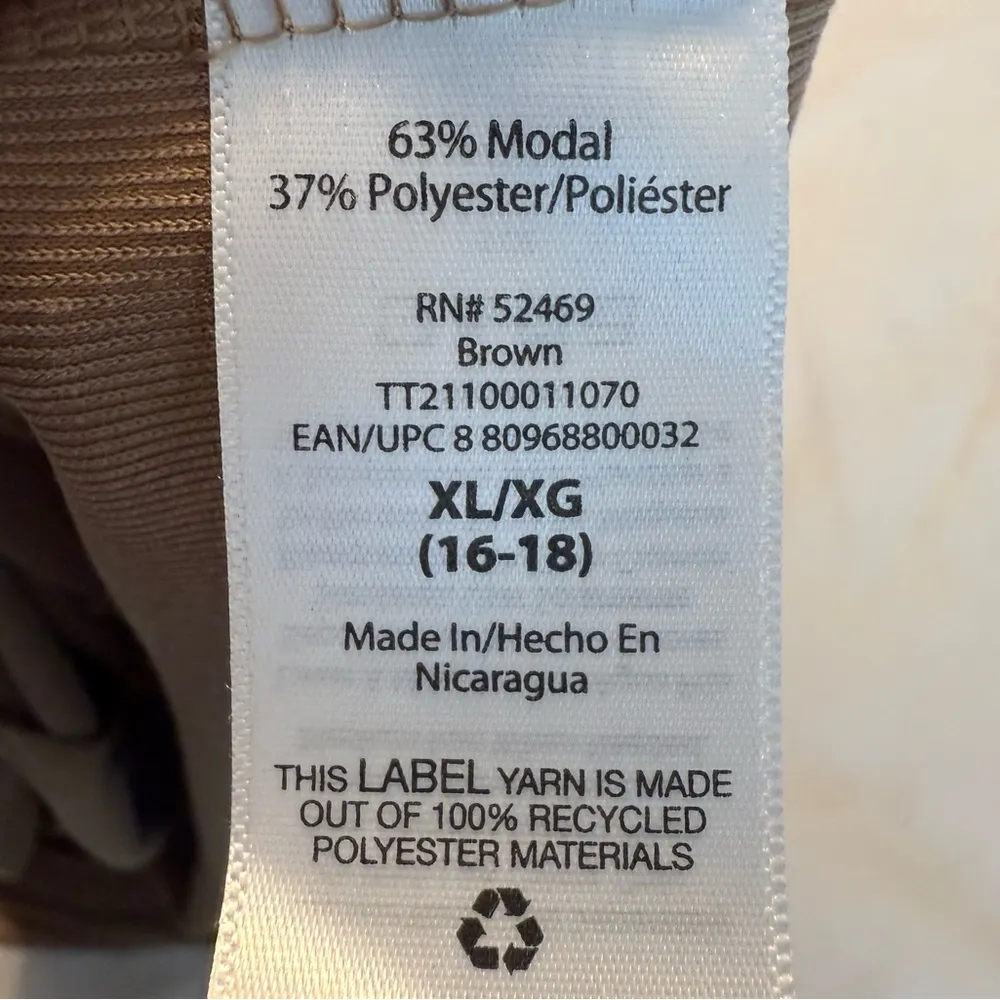 63% Modal
37% Polyester/Poliéster
RN# 52469
Brown
TT21100011070
EAN/UPC 8 80968800032
XL/XG
(16-18)
Made In/Hecho En
Nicaragua
THIS LABEL YARN IS MADE
OUT OF 100% RECYCLED
POLYESTER MATERIALS